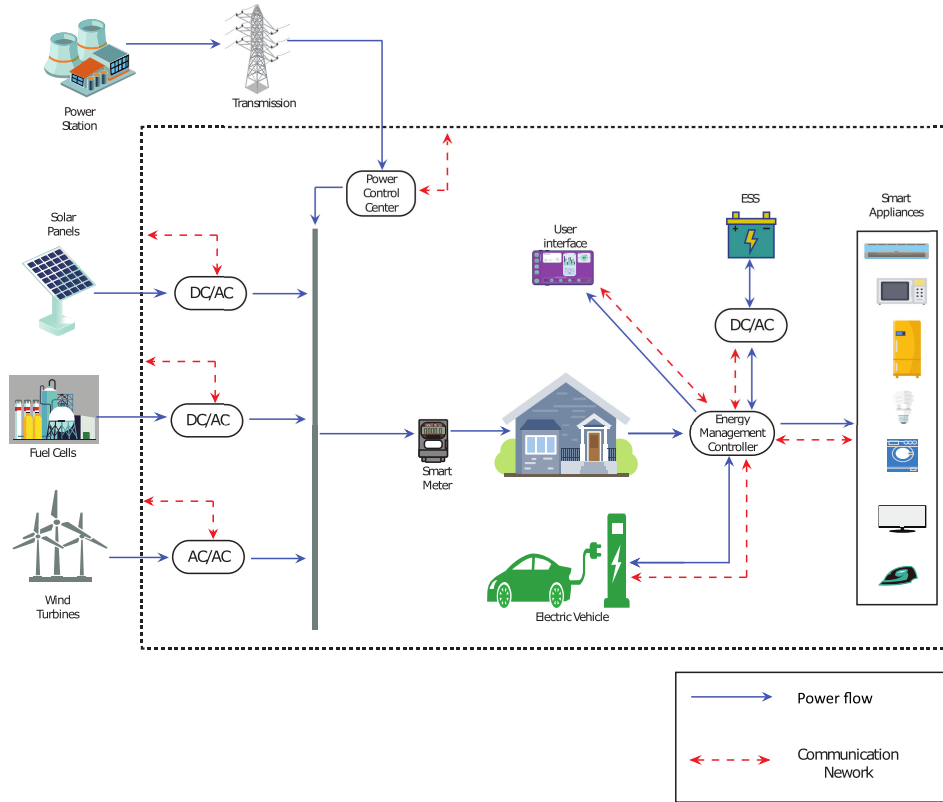 Power
Station
Transmission
Power
Control
Center
Solar
Panels
DC/AC
User
interface
ESS
Smart
Appliances
DC/AC
Fuel Cells
DC/AC
Smart
Meter
Energy
Management
Controller
Wind
Turbines
AC/AC
Electric Vehicle
Power flow
Communication
Nework